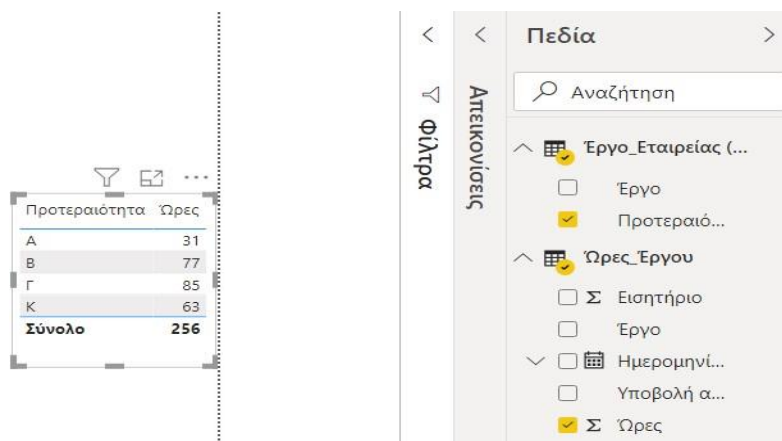 Προτεραιότητα Ώρες
Α 31
Β 77
Γ 85
Κ 63
Σύνολο 256
Φίλτρα
Απεικονίσεις
Πεδία
Αναζήτηση
Έργο_Εταιρείας (...
Έργο
Προτεραιό...
Ώρες_Έργου
Σ Εισητήριο
Έργο
Ημερομηνί...
Υποβολή α...
Σ Ώρες